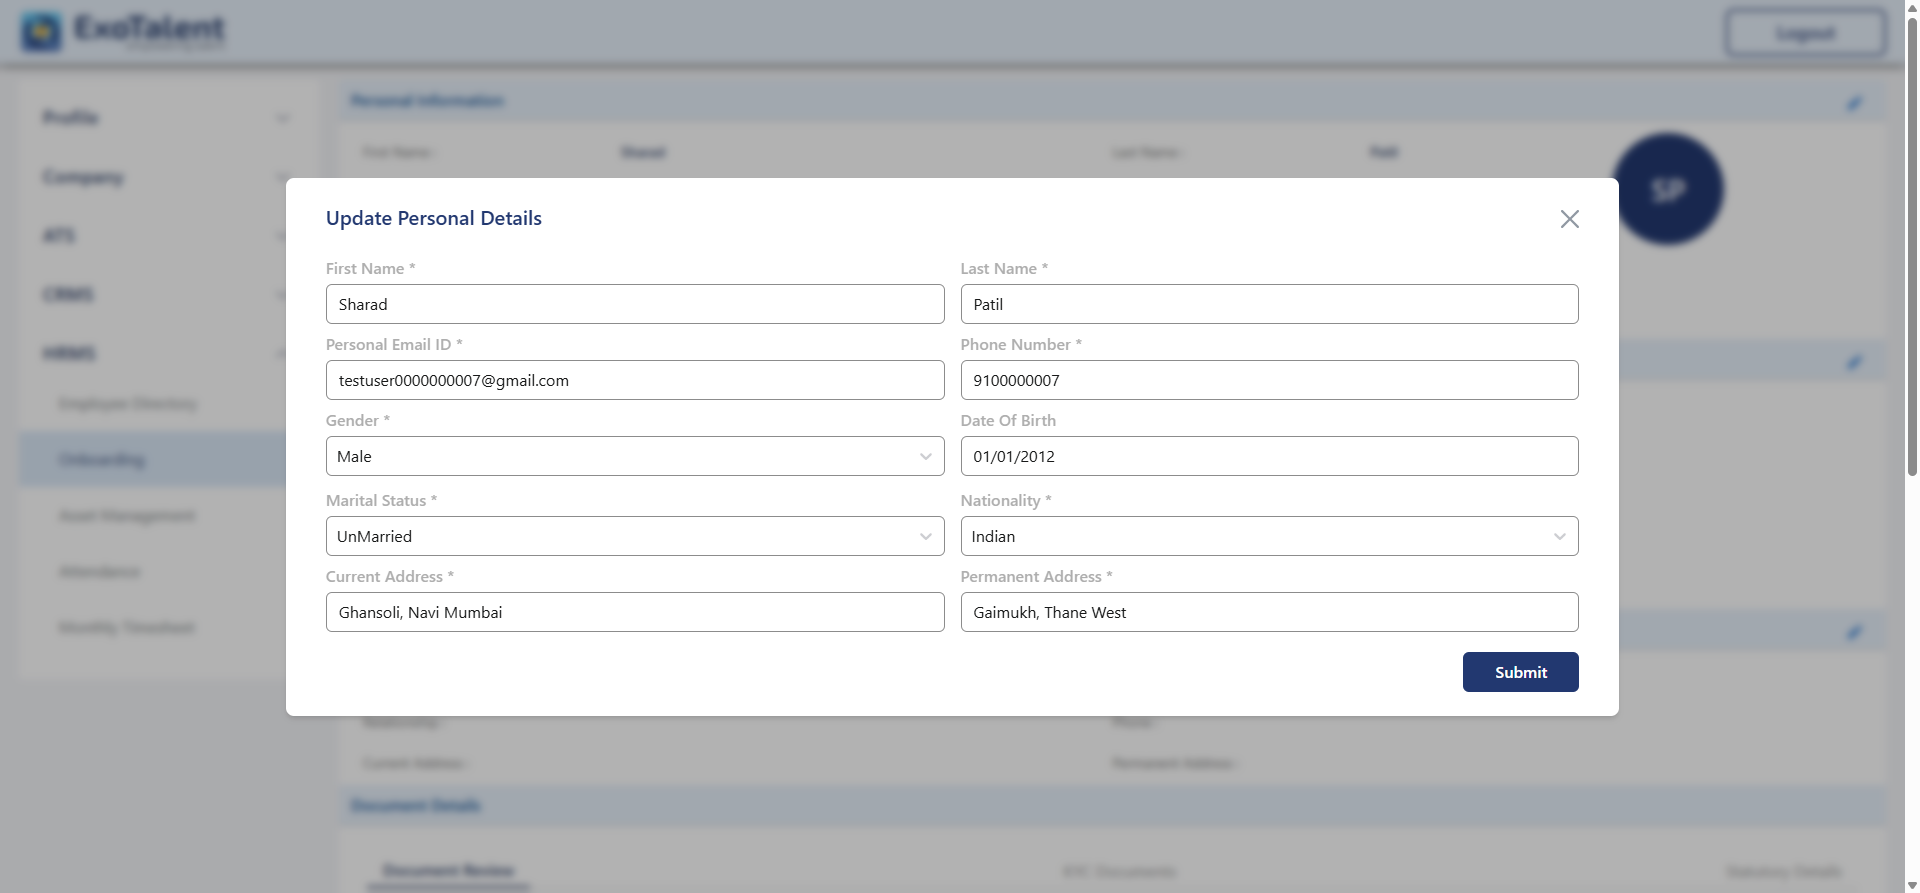 ExoTalent
Logout
Profile
Company
ATS
CRMS
HRMS
Employee Directory
Onboarding
Asset Management
Attendance
Monthly Timesheet
Personal Information
First Name :
Sharad
Last Name :
Patil
SP
Update Personal Details
First Name *
Last Name *
Sharad
Patil
Personal Email ID *
Phone Number *
testuser0000000007@gmail.com
9100000007
Gender *
Date Of Birth
Male
01/01/2012
Marital Status *
Nationality *
UnMarried
Indian
Current Address *
Permanent Address *
Ghansoli, Navi Mumbai
Gaimukh, Thane West
Submit
Relationship :
Phone :
Current Address :
Permanent Address :
Document Details
Document Review
KYC Documents
Statutory Details